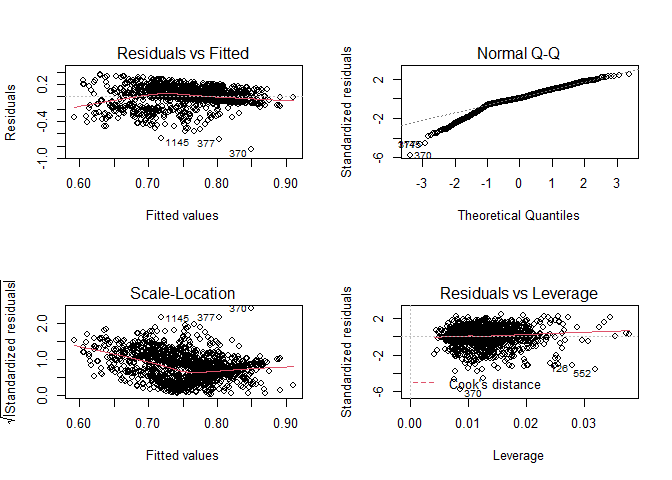 Residuals vs Fitted
Residuals
0.2
-0.4
-1.0
1145
377
370
0.60 0.70 0.80 0.90
Fitted values
Normal Q-Q
Standardized residuals
2
-2
-6
370
-3 -2 -1 0 1 2 3
Theoretical Quantiles
Scale-Location
√|Standardized residuals|
2.0
1.0
0.0
1145
377
370
0.60 0.70 0.80 0.90
Fitted values
Residuals vs Leverage
Standardized residuals
2
-2
-6
126
552
370
Cook's distance
0.00 0.01 0.02 0.03
Leverage